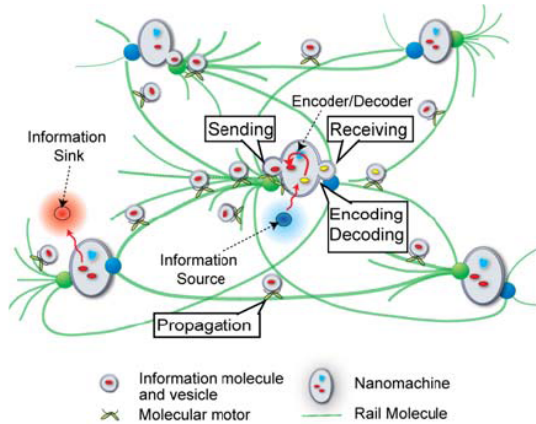 Encoder/Decoder
Sending
Receiving
Information
Sink
Encoding
Decoding
Information
Source
Propagation
Information molecule
and vesicle
Nanomachine
Molecular motor
Rail Molecule